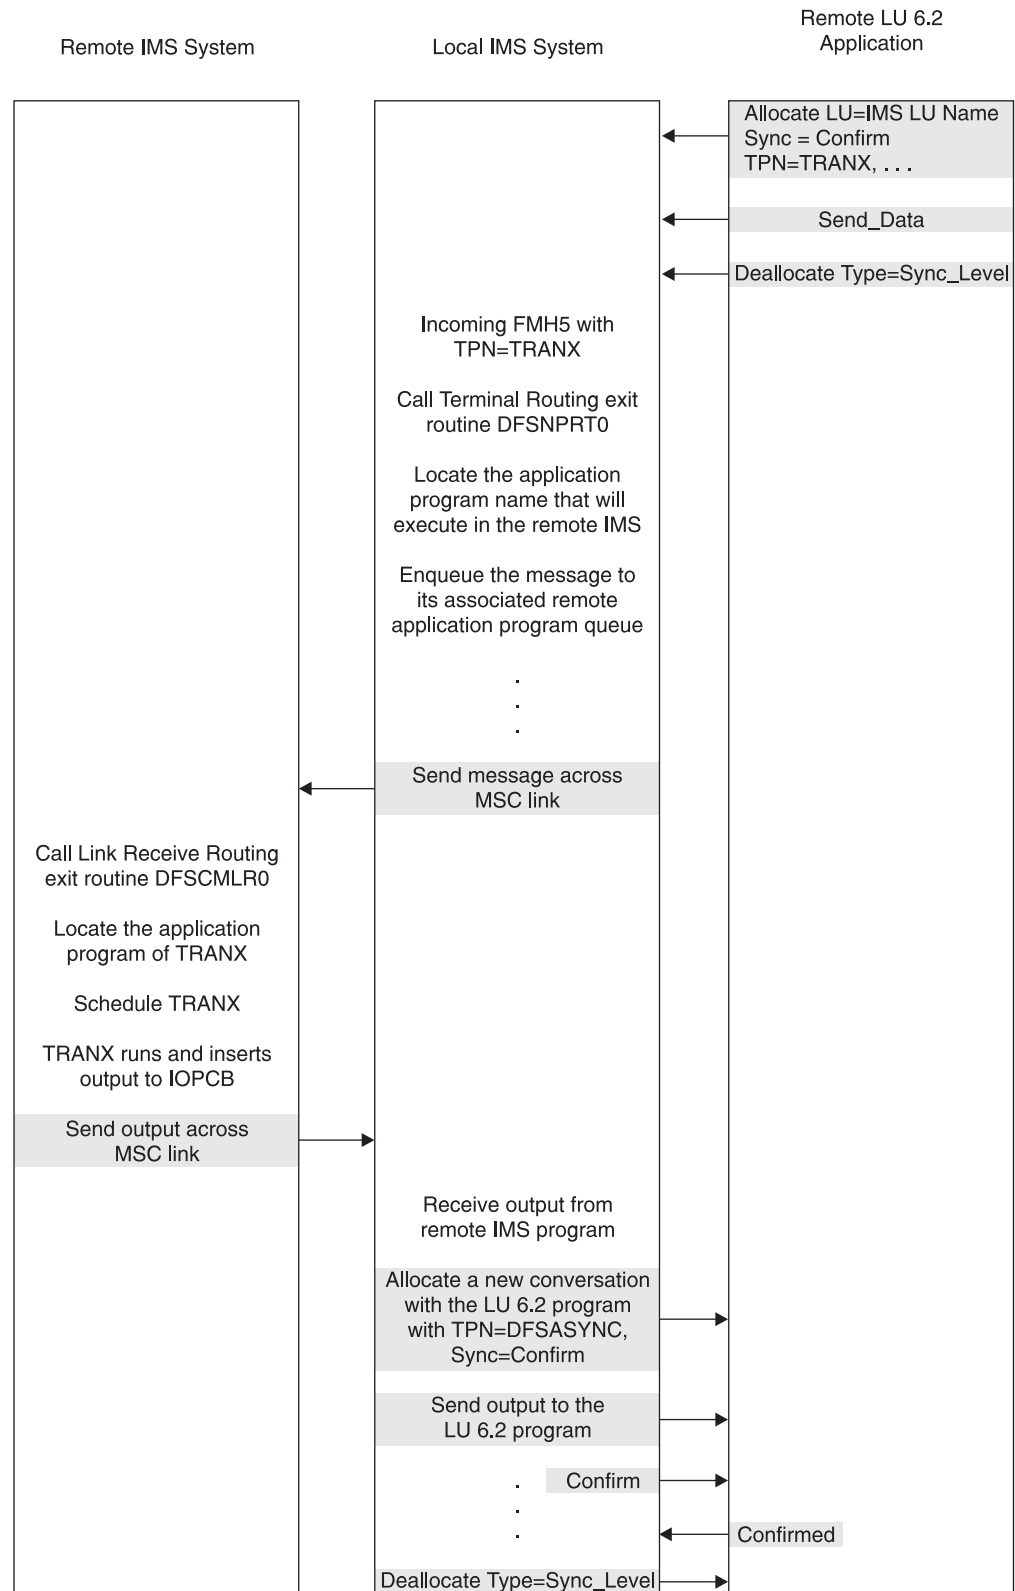 Remote IMS System
Local IMS System
Remote LU 6.2
Application
Allocate LU=IMS LU Name
Sync = Confirm
TPN=TRANX, . . .
Send_Data
Deallocate Type=Sync_Level
Incoming FMH5 with
TPN=TRANX
Call Terminal Routing exit
routine DFSNPRT0
Locate the application
program name that will
execute in the remote IMS
Enqueue the message to
its associated remote
application program queue
.
.
.
Send message across
MSC link
Call Link Receive Routing
exit routine DFSCMLR0
Locate the application
program of TRANX
Schedule TRANX
TRANX runs and inserts
output to IOPCB
Send output across
MSC link
Receive output from
remote IMS program
Allocate a new conversation
with the LU 6.2 program
with TPN=DFSASYNC,
Sync=Confirm
Send output to the
LU 6.2 program
. Confirm
.
. Confirmed
Deallocate Type=Sync_Level